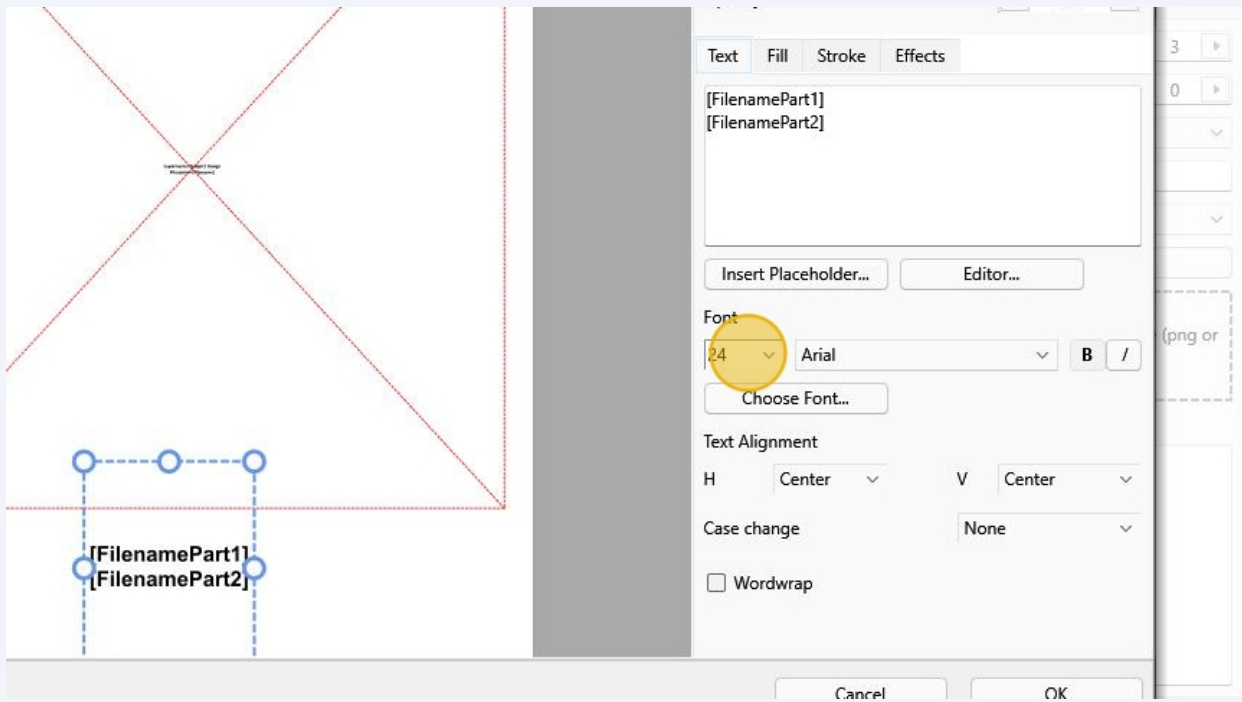 Text Fill Stroke Effects
[FilenamePart1]
[FilenamePart2]
Insert Placeholder... Editor...
Font
24 Arial B I
Choose Font...
Text Alignment
H Center V Center
Case change None
Wordwrap
Cancel OK
[FilenamePart1]
[FilenamePart2]
3
0
(png or